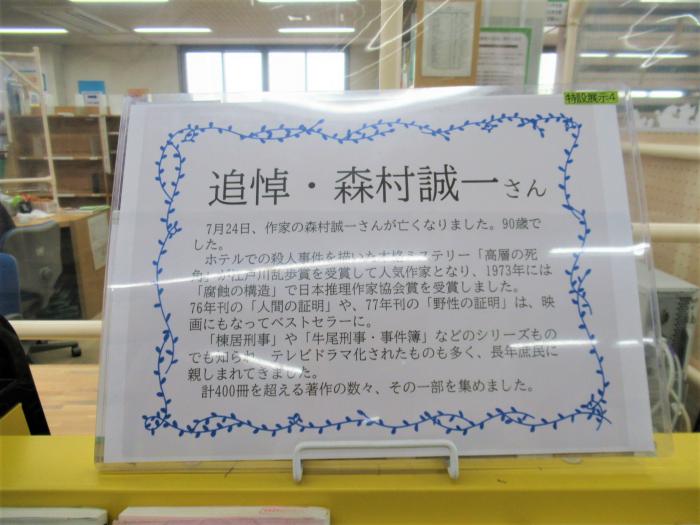 特設展示4
追悼・森村誠一さん
7月24日、作家の森村誠一さんが亡くなりました。90歳で
した。
ホテルでの殺人事件を描いた本格ミステリー「高層の死
角」が江戸川乱歩賞を受賞して人気作家となり、1973年には
「腐蝕の構造」で日本推理作家協会賞を受賞しました。
76年刊の「人間の証明」や、77年刊の「野性の証明」は、映
画にもなってベストセラーに。
「棟居刑事」や「牛尾刑事・事件簿」などのシリーズもの
でも知られ、テレビドラマ化されたものも多く、長年庶民に
親しまれてきました。
計400冊を超える著作の数々、その一部を集めました。